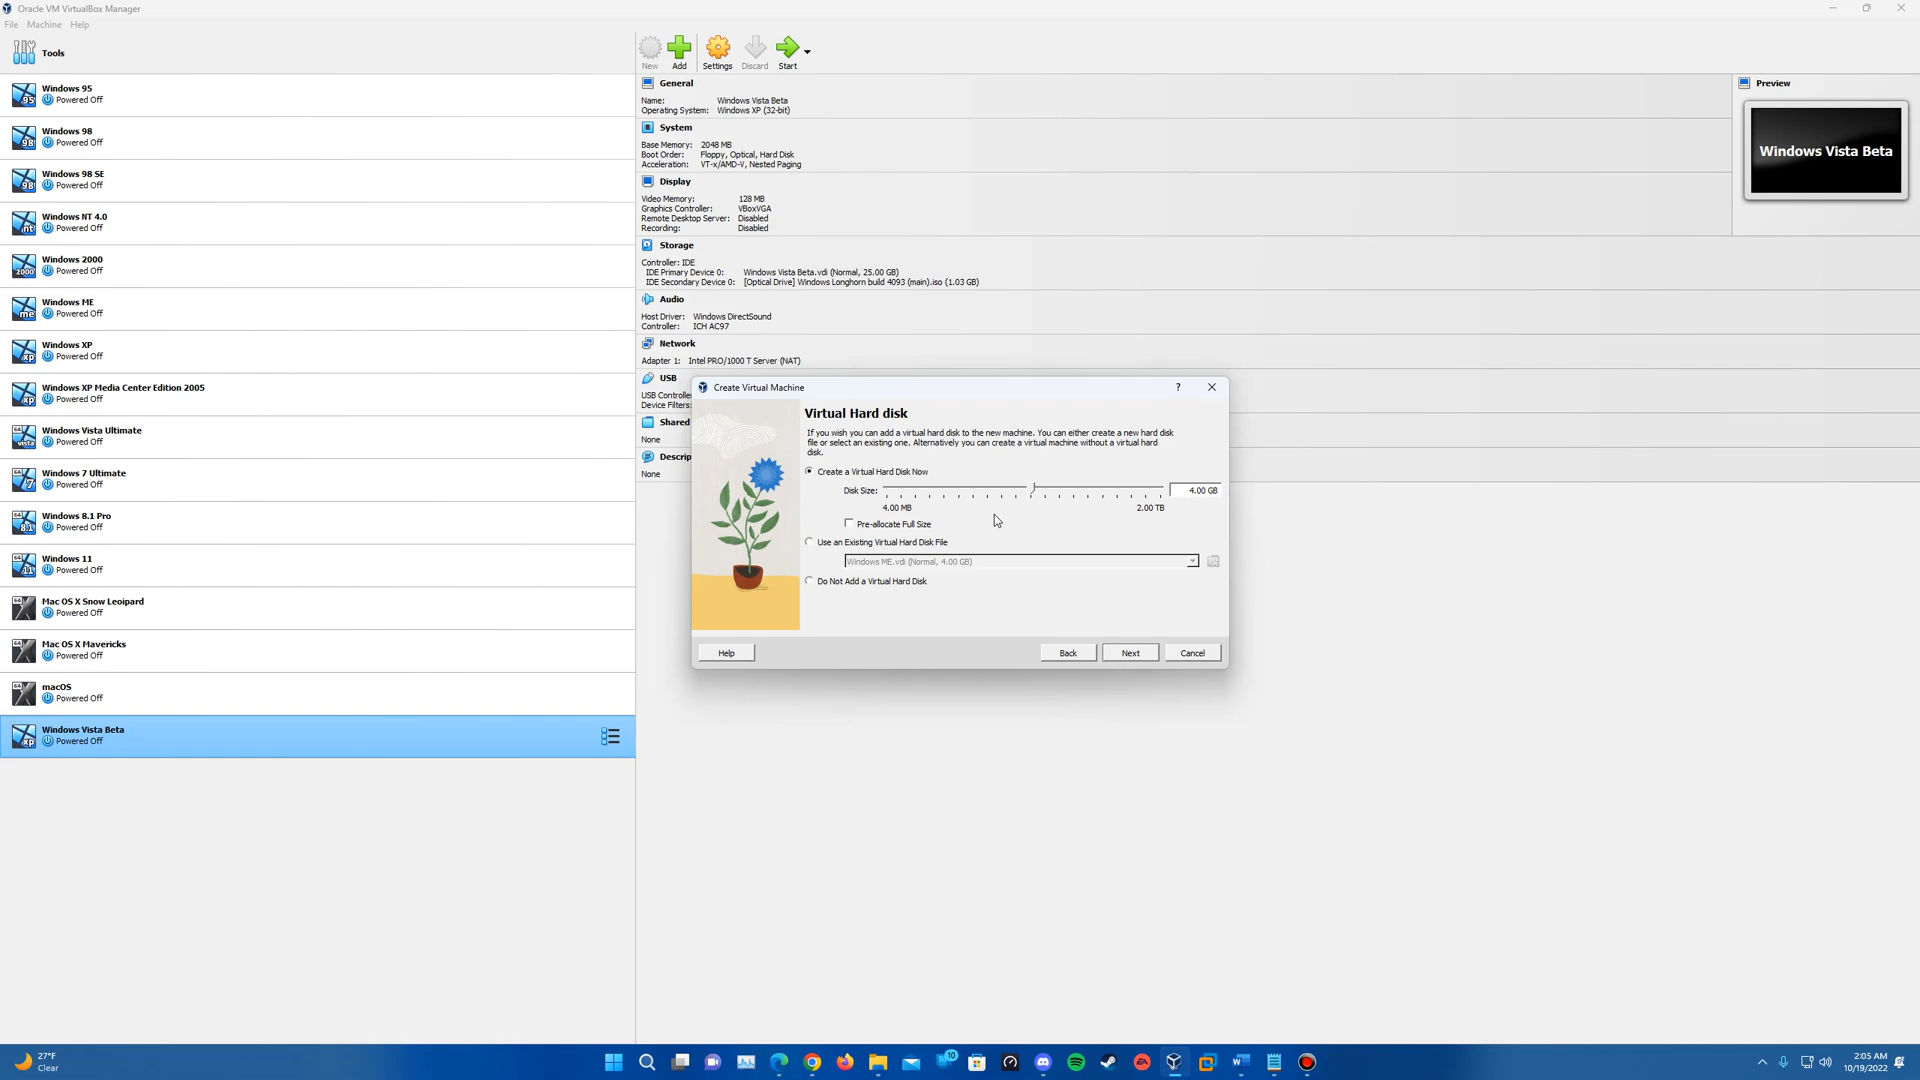 Oracle VM VirtualBox Manager
File Machine Help
Tools
New Add Settings Discard Start
Windows 95
Powered Off
Windows 98
Powered Off
Windows 98 SE
Powered Off
Windows NT 4.0
Powered Off
Windows 2000
Powered Off
Windows ME
Powered Off
Windows XP
Powered Off
Windows XP Media Center Edition 2005
Powered Off
Windows Vista Ultimate
Powered Off
Windows 7 Ultimate
Powered Off
Windows 8.1 Pro
Powered Off
Windows 11
Powered Off
Mac OS X Snow Leoipard
Powered Off
Mac OS X Mavericks
Powered Off
macOS
Powered Off
Windows Vista Beta
Powered Off
General
Name: Windows Vista Beta
Operating System: Windows XP (32-bit)
System
Base Memory: 2048 MB
Boot Order: Floppy, Optical, Hard Disk
Acceleration: VT-x/AMD-V, Nested Paging
Display
Video Memory: 128 MB
Graphics Controller: VBoxVGA
Remote Desktop Server: Disabled
Recording: Disabled
Storage
Controller: IDE
IDE Primary Device 0: Windows Vista Beta.vdi (Normal, 25.00 GB)
IDE Secondary Device 0: [Optical Drive] Windows Longhorn build 4093 (main).iso (1.03 GB)
Audio
Host Driver: Windows DirectSound
Controller: ICH AC97
Network
Adapter 1: Intel PRO/1000 T Server (NAT)
USB
USB Controlle
Device Filters:
Shared
None
Descrip
None
Preview
Windows Vista Beta
Create Virtual Machine
?
Virtual Hard disk
If you wish you can add a virtual hard disk to the new machine. You can either create a new hard disk
file or select an existing one. Alternatively you can create a virtual machine without a virtual hard
disk.
Create a Virtual Hard Disk Now
Disk Size: 4.00 GB
4.00 MB 2.00 TB
Pre-allocate Full Size
Use an Existing Virtual Hard Disk File
Windows ME.vdi (Normal, 4.00 GB)
Do Not Add a Virtual Hard Disk
Help Back Next Cancel
27°F
Clear
10
2:05 AM
10/19/2022